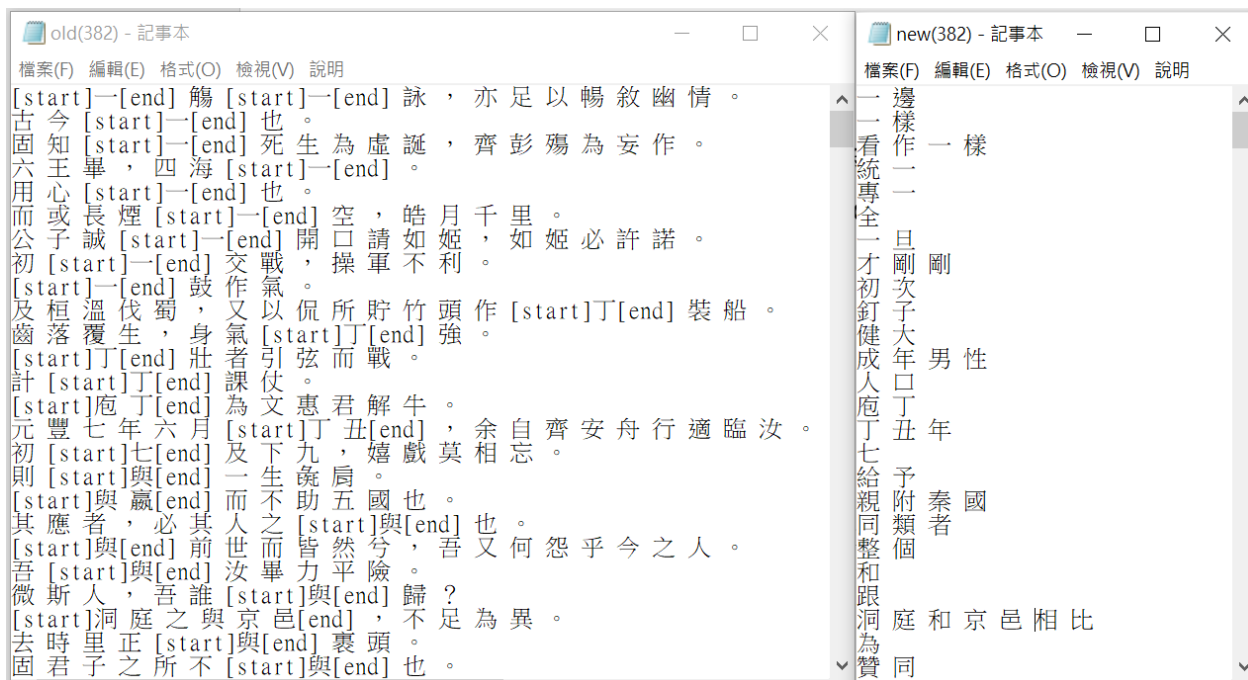 old(382) - 記事本
檔案(F) 編輯(E) 格式(O) 檢視(V) 說明
[start]一[end] 觴 [start]一[end] 詠 ， 亦 足 以 暢 敘 幽 情 。
古 今 [start]一[end] 也 。
固 知 [start]一[end] 死 生 為 虛 誕 ， 齊 彭 殤 為 妄 作 。
六 王 畢 ， 四 海 [start]一[end] 。
用 心 [start]一[end] 也 。
而 或 長 煙 [start]一[end] 空 ， 皓 月 千 里 。
公 子 誠 [start]一[end] 開 口 請 如 姬 ， 如 姬 必 許 諾 。
初 [start]一[end] 交 戰 ， 操 軍 不 利 。
[start]一[end] 鼓 作 氣 。
及 桓 溫 伐 蜀 ， 又 以 侃 所 貯 竹 頭 作 [start]丁[end] 裝 船 。
齒 落 覆 生 ， 身 氣 [start]丁[end] 強 。
[start]丁[end] 壯 者 引 弦 而 戰 。
計 [start]丁[end] 課 仗 。
[start]庖 丁[end] 為 文 惠 君 解 牛 。
元 豐 七 年 六 月 [start]丁 丑[end] ， 余 自 齊 安 舟 行 適 臨 汝 。
初 [start]七[end] 及 下 九 ， 嬉 戲 莫 相 忘 。
則 [start]與[end] 一 生 彘 肩 。
[start]與 嬴[end] 而 不 助 五 國 也 。
其 應 者 ， 必 其 人 之 [start]與[end] 也 。
[start]與[end] 前 世 而 皆 然 兮 ， 吾 又 何 怨 乎 今 之 人 。
吾 [start]與[end] 汝 畢 力 平 險 。
微 斯 人 ， 吾 誰 [start]與[end] 歸 ？
[start]洞 庭 之 與 京 邑[end] ， 不 足 為 異 。
去 時 里 正 [start]與[end] 裹 頭 。
固 君 子 之 所 不 [start]與[end] 也 。
new(382) - 記事本
檔案(F) 編輯(E) 格式(O) 檢視(V) 說明
一 邊
一 樣
看 作 一 樣
統 一
專 一
全
一 旦
才 剛 剛
初 次
釘 子
健 大
成 年 男 性
人 口
庖 丁
丁 丑 年
七
給 予
親 附 秦 國
同 類 者
整 個
和
跟
洞 庭 和 京 邑 相 比
為
贊 同